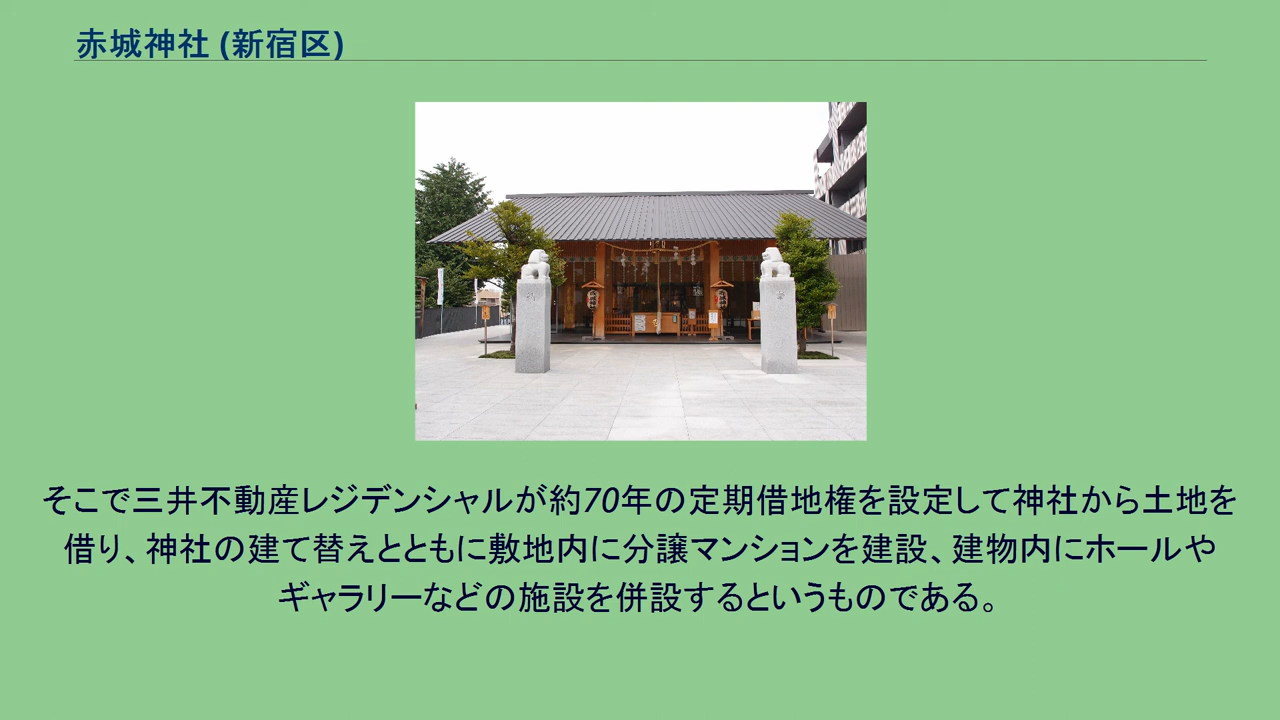 赤城神社 (新宿区)
そこで三井不動産レジデンシャルが約70年の定期借地権を設定して神社から土地を
借り、神社の建て替えとともに敷地内に分譲マンションを建設、建物内にホールや
ギャラリーなどの施設を併設するというものである。